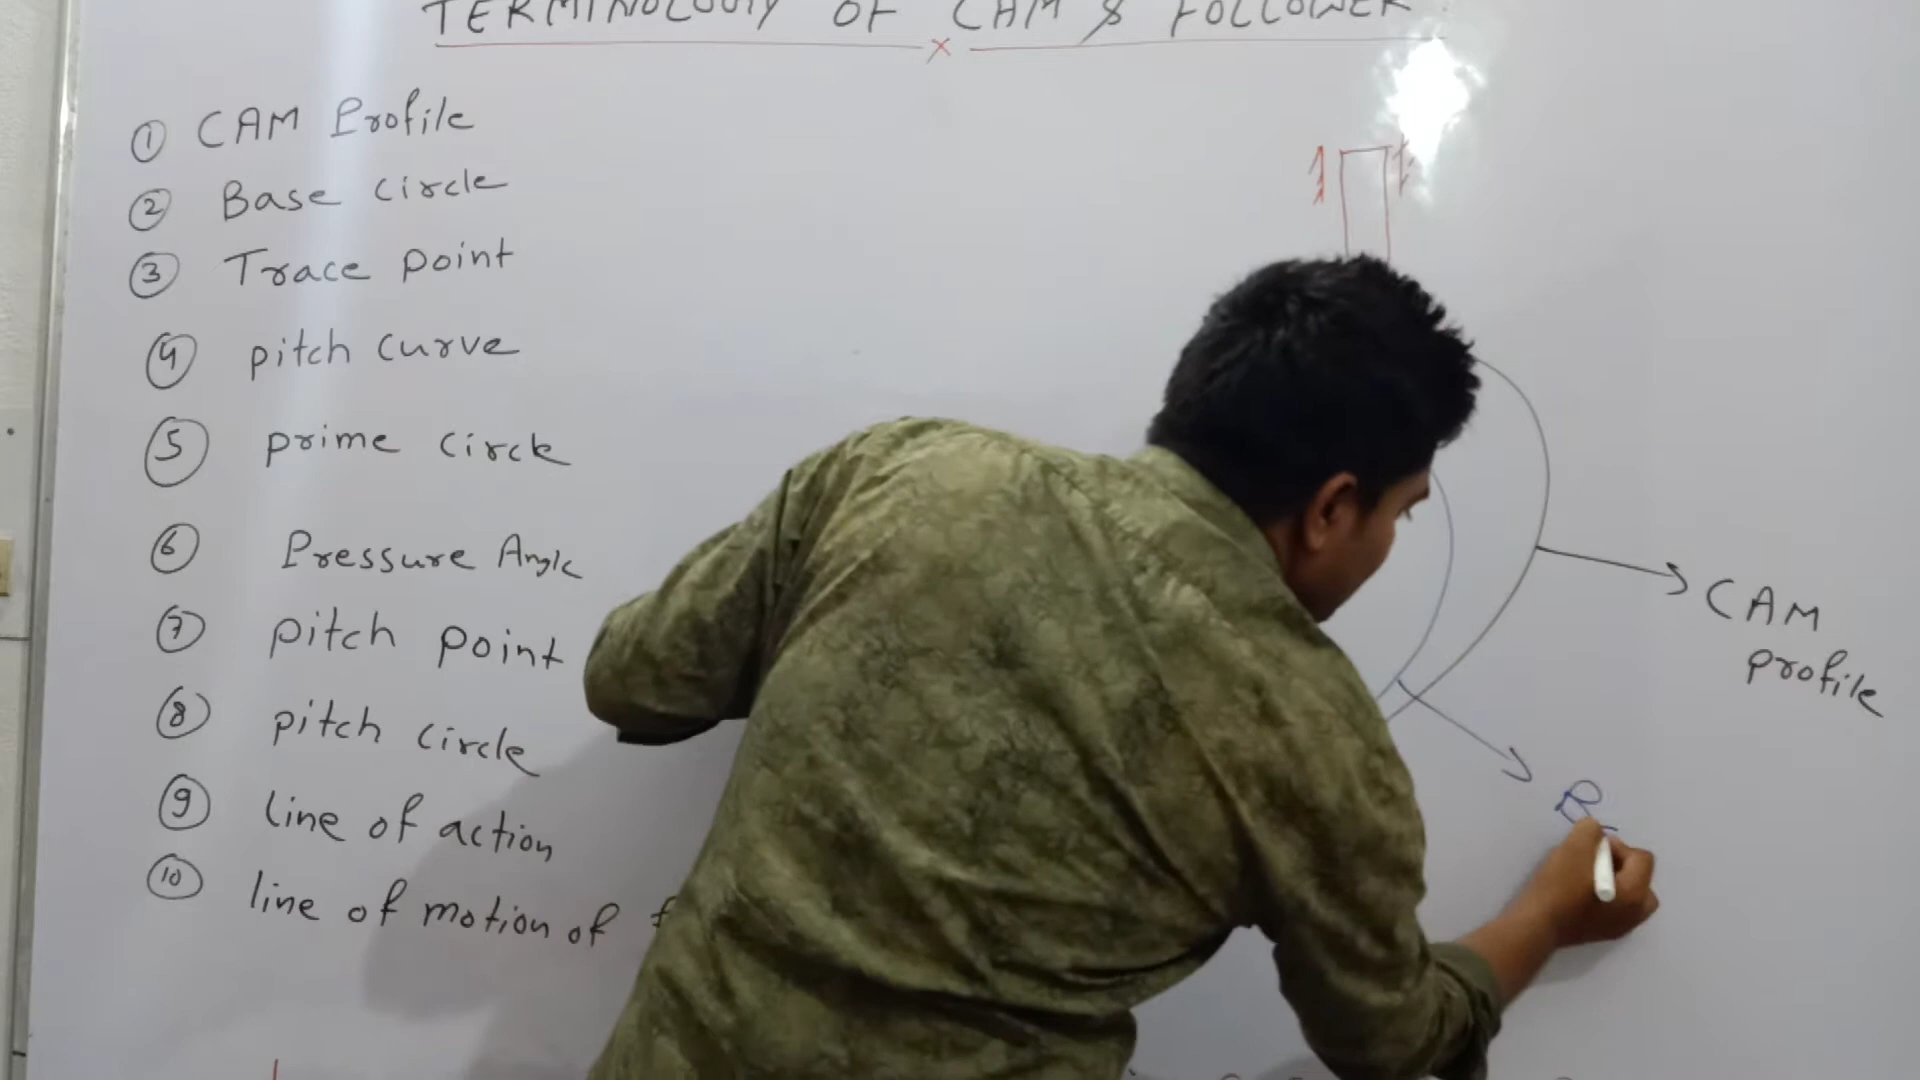 TERMINOLOGY OF CAM & FOLLOWER
① CAM Profile
② Base circle
③ Trace point
④ pitch curve
⑤ prime circle
⑥ Pressure Angle
⑦ pitch point
⑧ pitch circle
⑨ line of action
⑩ line of motion of
CAM
profile